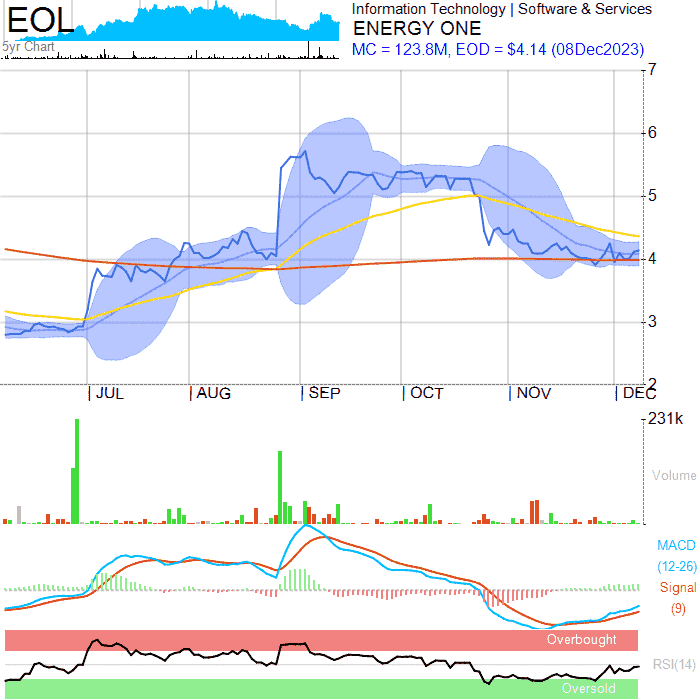 EOL
Information Technology | Software & Services
ENERGY ONE
MC = 123.8M, EOD = $4.14 (08Dec2023)
5yr Chart
7
6
5
4
3
2
JUL
AUG
SEP
OCT
NOV
DEC
231k
Volume
MACD
(12-26)
Signal
(9)
Overbought
RSI(14)
Oversold